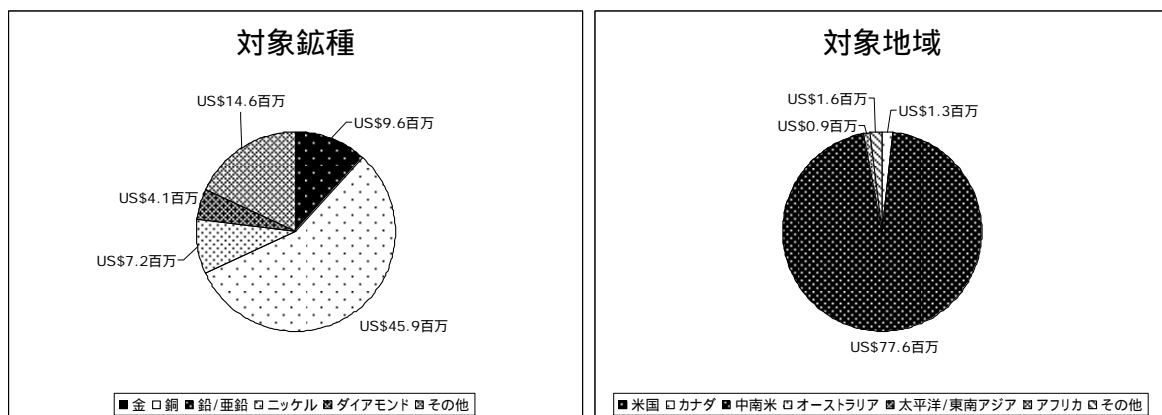 対象鉱種
US$14.6百万
US$9.6百万
US$4.1百万
US$7.2百万
US$45.9百万
■金 □銅 ■鉛/亜鉛 □ニッケル ■ダイアモンド ■その他
対象地域
US$1.6百万
US$1.3百万
US$0.9百万
US$77.6百万
■米国 □カナダ ■中南米 □オーストラリア ■太平洋/東南アジア ■アフリカ □その他